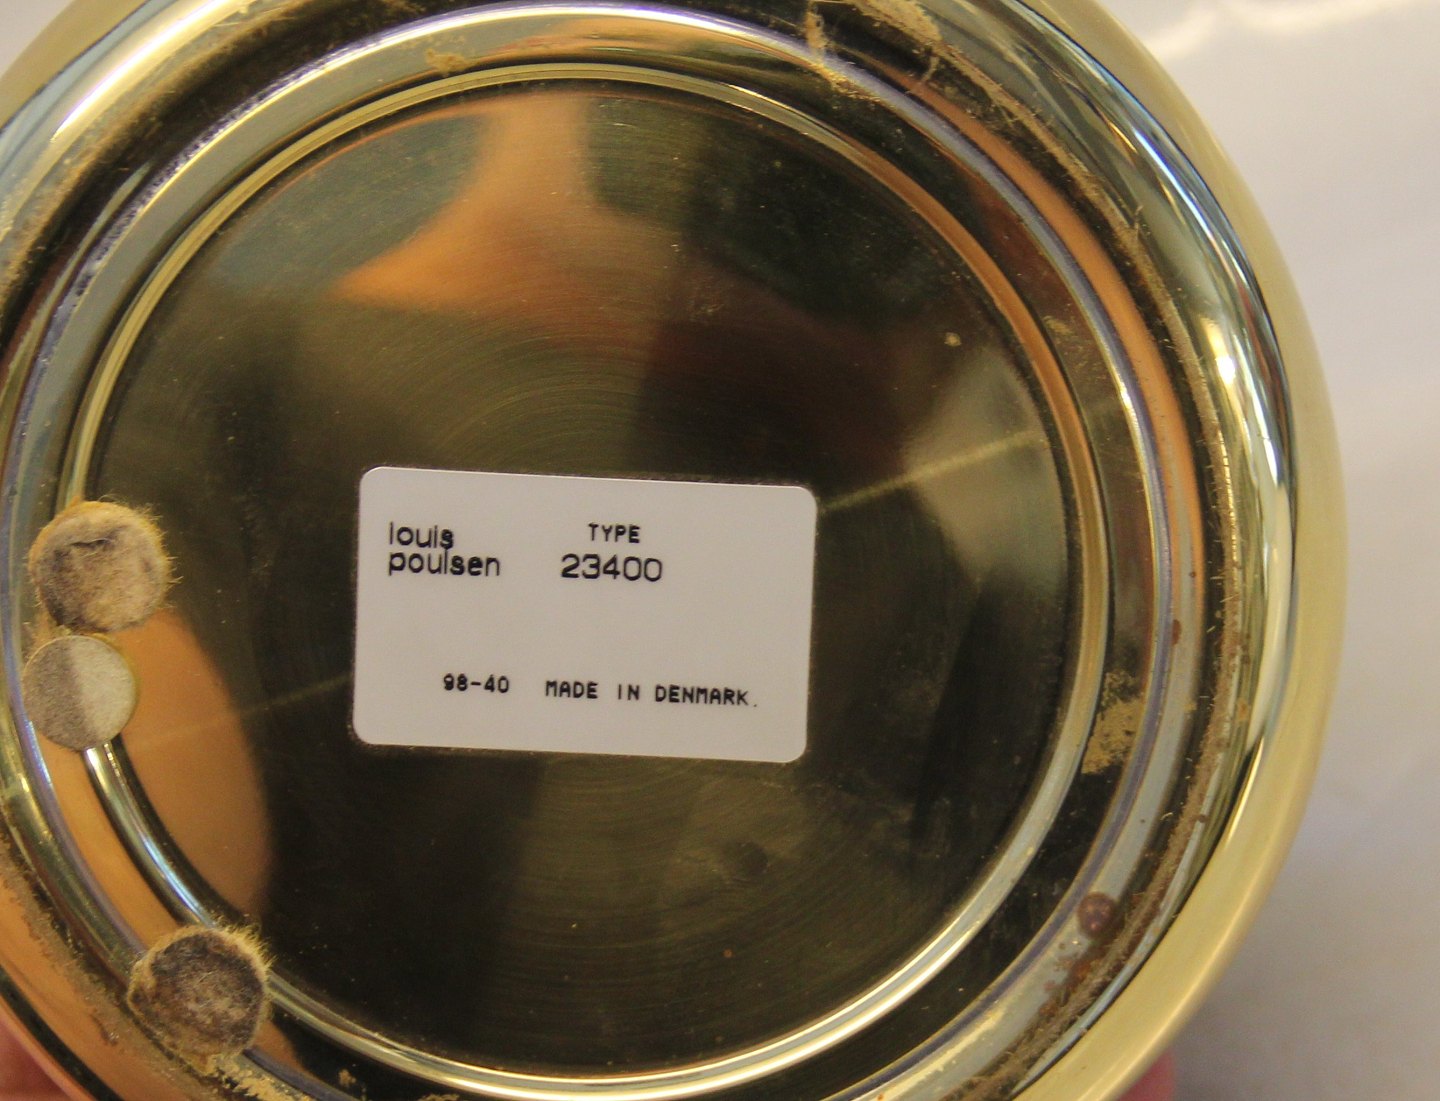 louis
poulsen
TYPE
23400
98-40 MADE IN DENMARK.